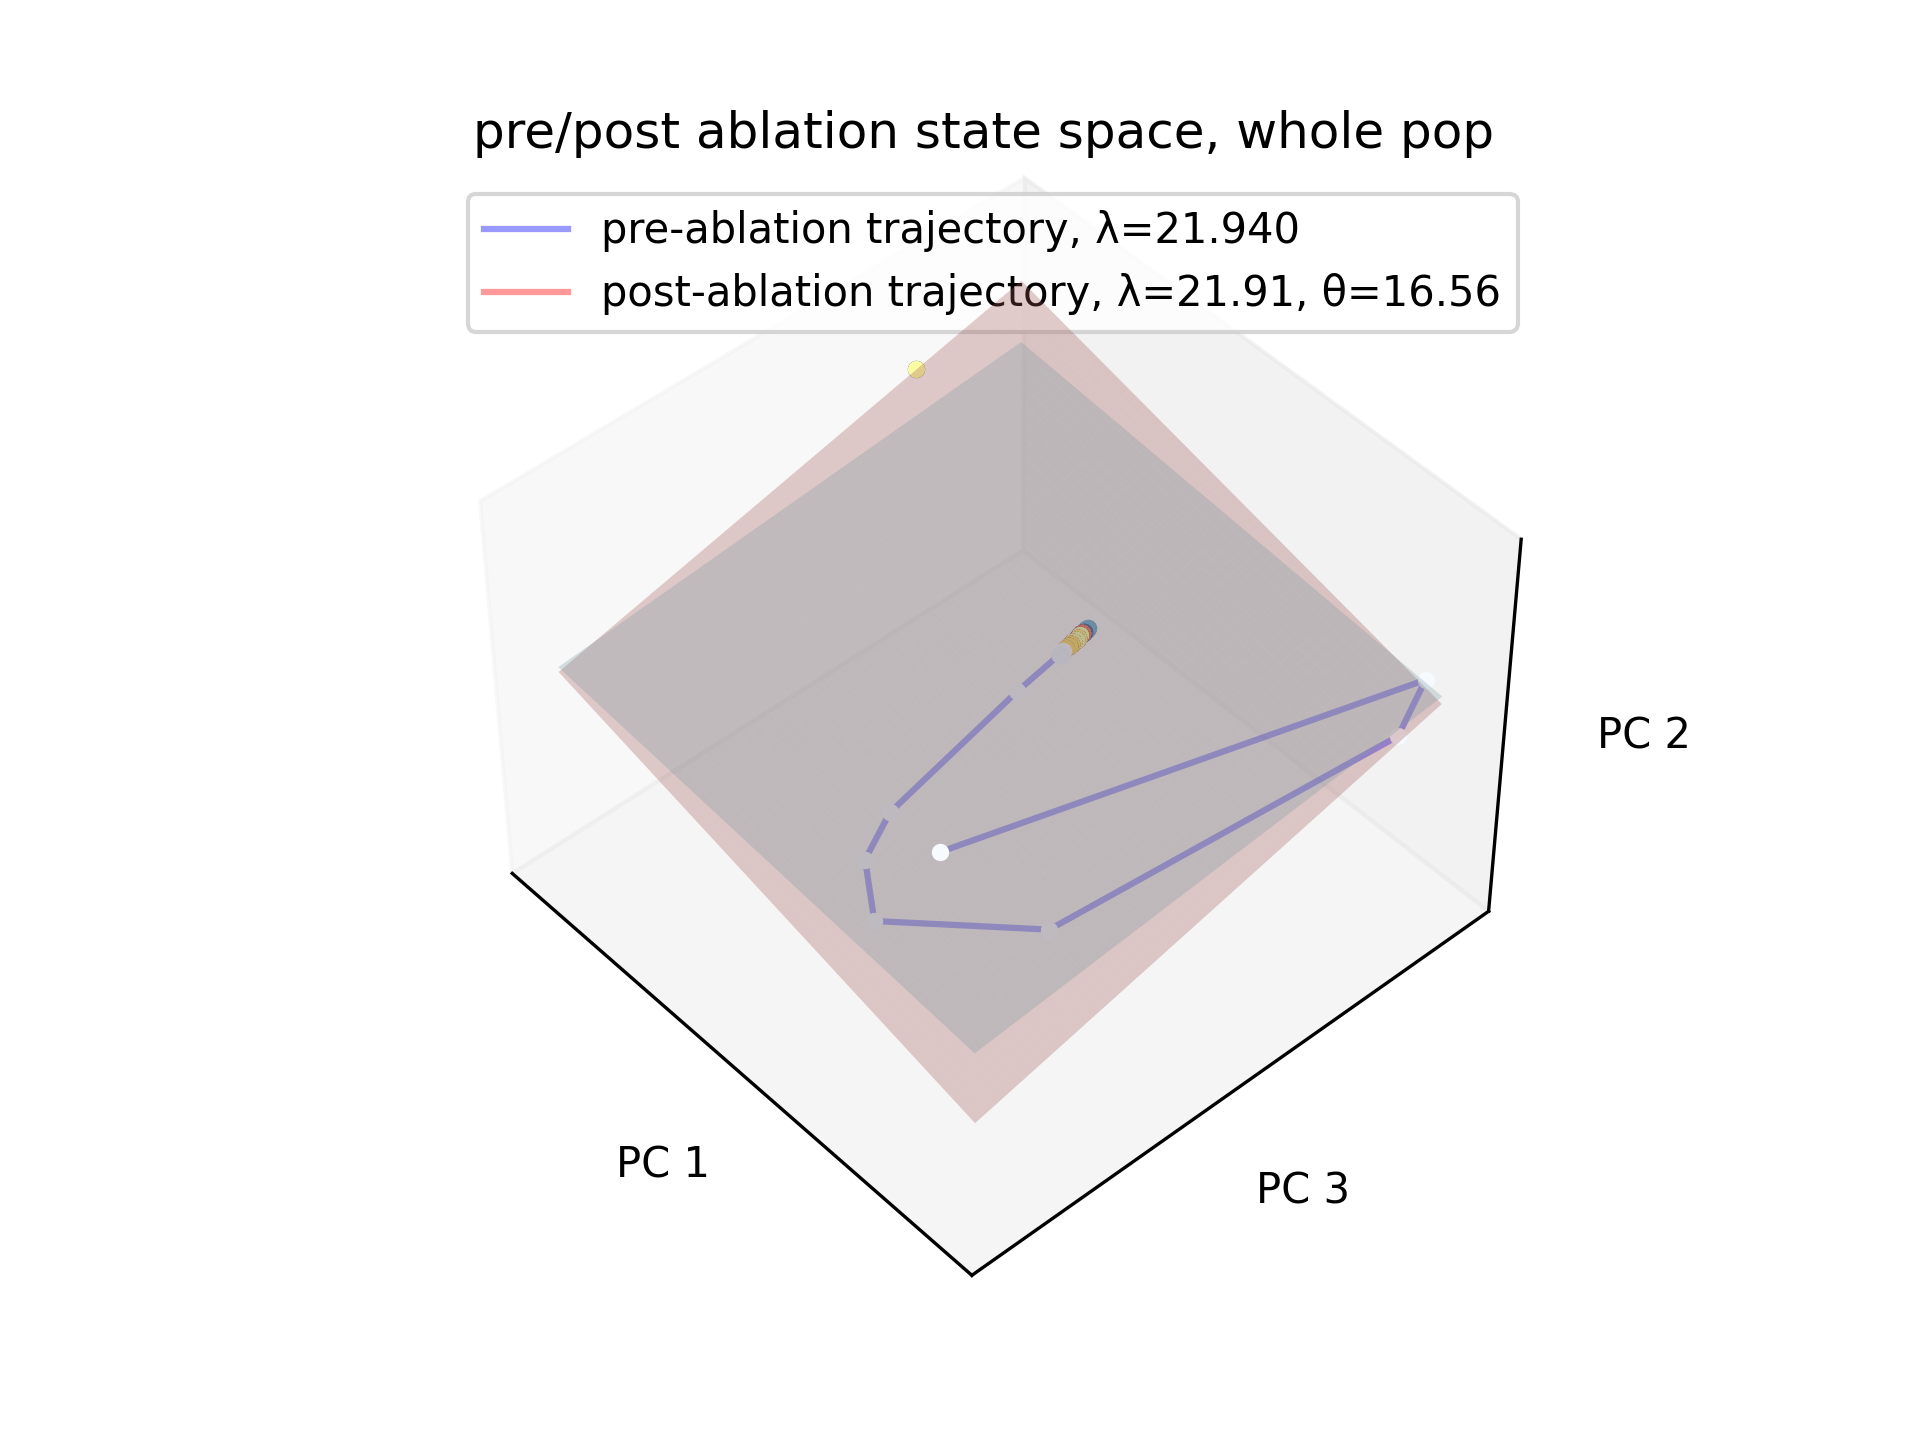 pre/post ablation state space, whole pop
pre-ablation trajectory, λ=21.940
post-ablation trajectory, λ=21.91, θ=16.56
PC 2
PC 1
PC 3